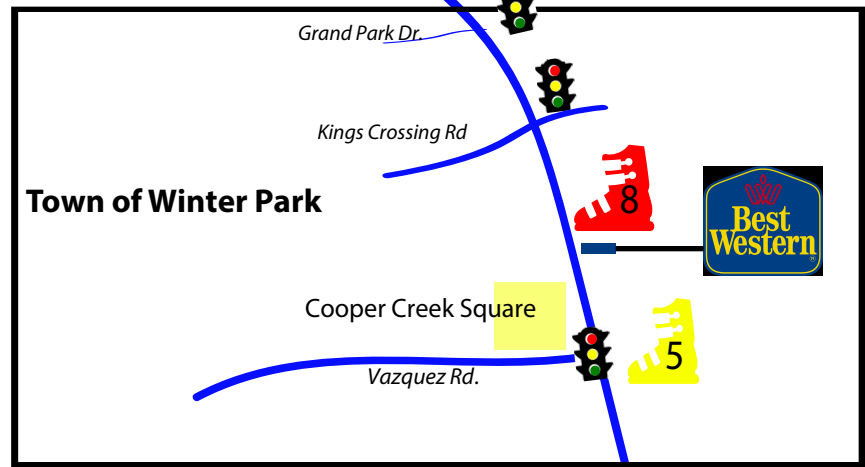 Grand Park Dr.
Kings Crossing Rd
Town of Winter Park
8
Best
Western
®
Cooper Creek Square
5
Vazquez Rd.